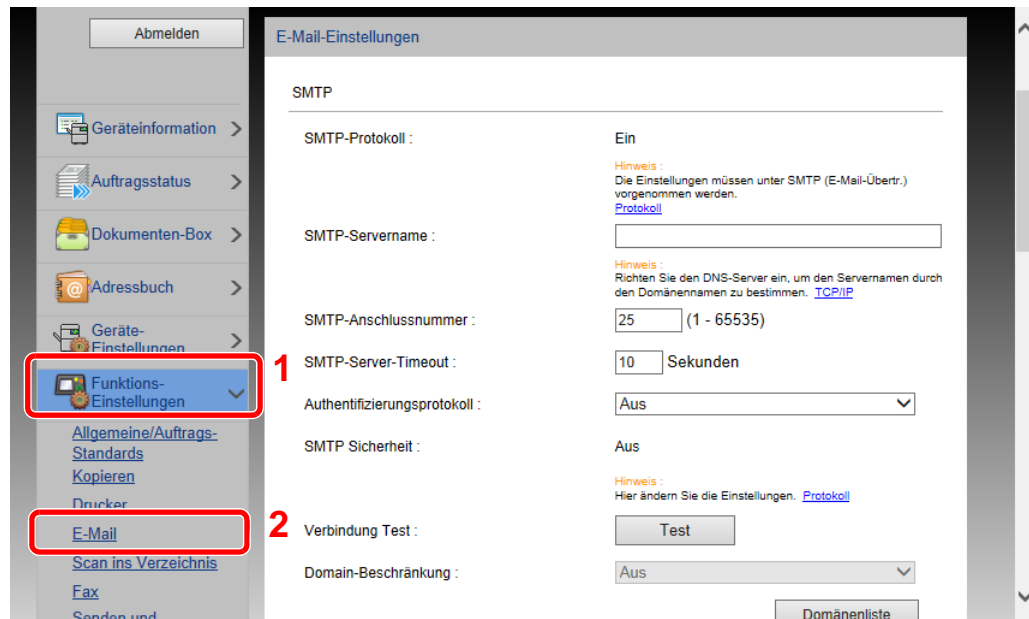 Abmelden
Geräteinformation
Auftragsstatus
Dokumenten-Box
Adressbuch
Geräte-
Einstellungen
1
Funktions-
Einstellungen
Allgemeine/Auftrags-
Standards
Kopieren
Drucker
2
E-Mail
Scan ins Verzeichnis
Fax
Senden und
E-Mail-Einstellungen
SMTP
SMTP-Protokoll : Ein
Hinweis :
Die Einstellungen müssen unter SMTP (E-Mail-Übertr.)
vorgenommen werden.
Protokoll
SMTP-Servername :
Hinweis :
Richten Sie den DNS-Server ein, um den Servernamen durch
den Domänennamen zu bestimmen. TCP/IP
SMTP-Anschlussnummer : 25 (1 - 65535)
SMTP-Server-Timeout : 10 Sekunden
Authentifizierungsprotokoll : Aus
SMTP Sicherheit : Aus
Hinweis :
Hier ändern Sie die Einstellungen. Protokoll
Verbindung Test : Test
Domain-Beschränkung : Aus
Domänenliste